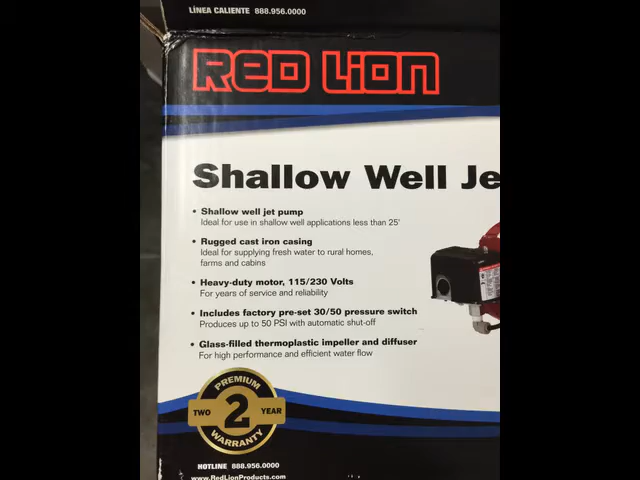 LÍNEA CALIENTE 888.956.0000
RED LION
Shallow Well Je
• Shallow well jet pump
Ideal for use in shallow well applications less than 25'
• Rugged cast iron casing
Ideal for supplying fresh water to rural homes,
farms and cabins
• Heavy-duty motor, 115/230 Volts
For years of service and reliability
• Includes factory pre-set 30/50 pressure switch
Produces up to 50 PSI with automatic shut-off
• Glass-filled thermoplastic impeller and diffuser
For high performance and efficient water flow
PREMIUM
TWO 2 YEAR
WARRANTY
HOTLINE 888.956.0000
www.RedLionProducts.com